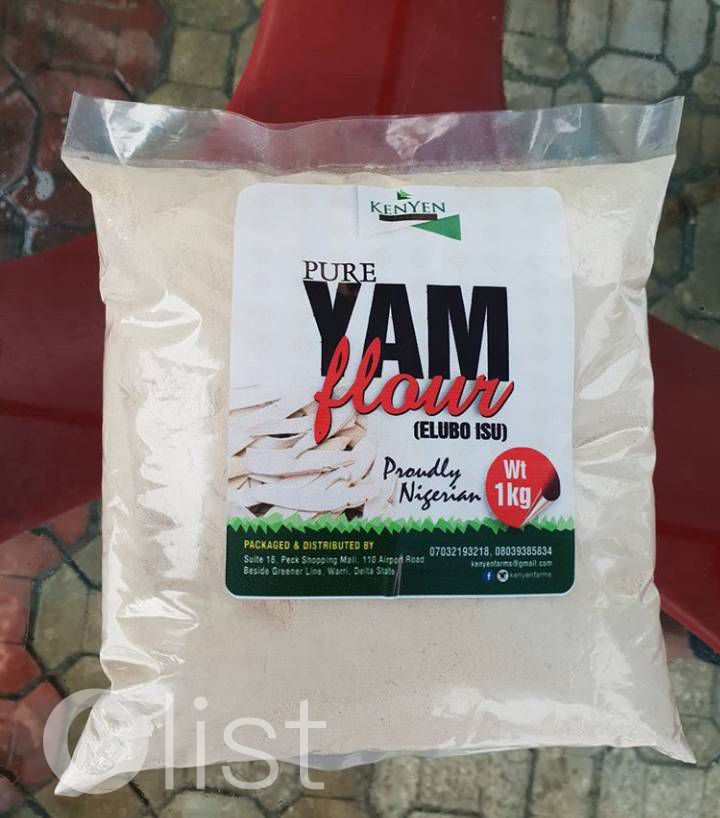 KENYEN
PURE
YAM
flour
(ELUBO ISU)
Proudly
Nigerian
Wt
1kg
PACKAGED & DISTRIBUTED BY
Suite 18, Peck Shopping Mall, 110 Airport Road
Beside Greener Line, Warri, Delta State
07032193218, 08039385834
kenyenfarms@gmail.com
kenyenfarms
Olist